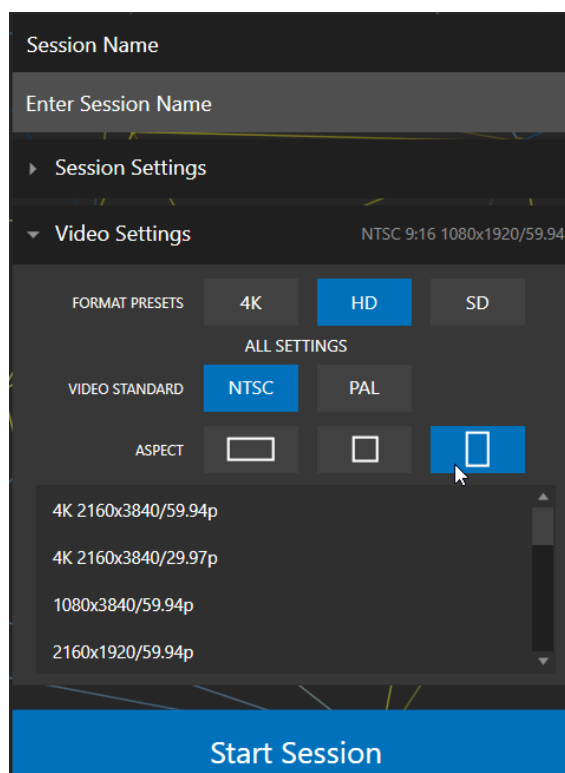 Session Name
Enter Session Name
Session Settings
Video Settings NTSC 9:16 1080x1920/59.94
FORMAT PRESETS 4K HD SD
ALL SETTINGS
VIDEO STANDARD NTSC PAL
ASPECT
4K 2160x3840/59.94p
4K 2160x3840/29.97p
1080x3840/59.94p
2160x1920/59.94p
Start Session